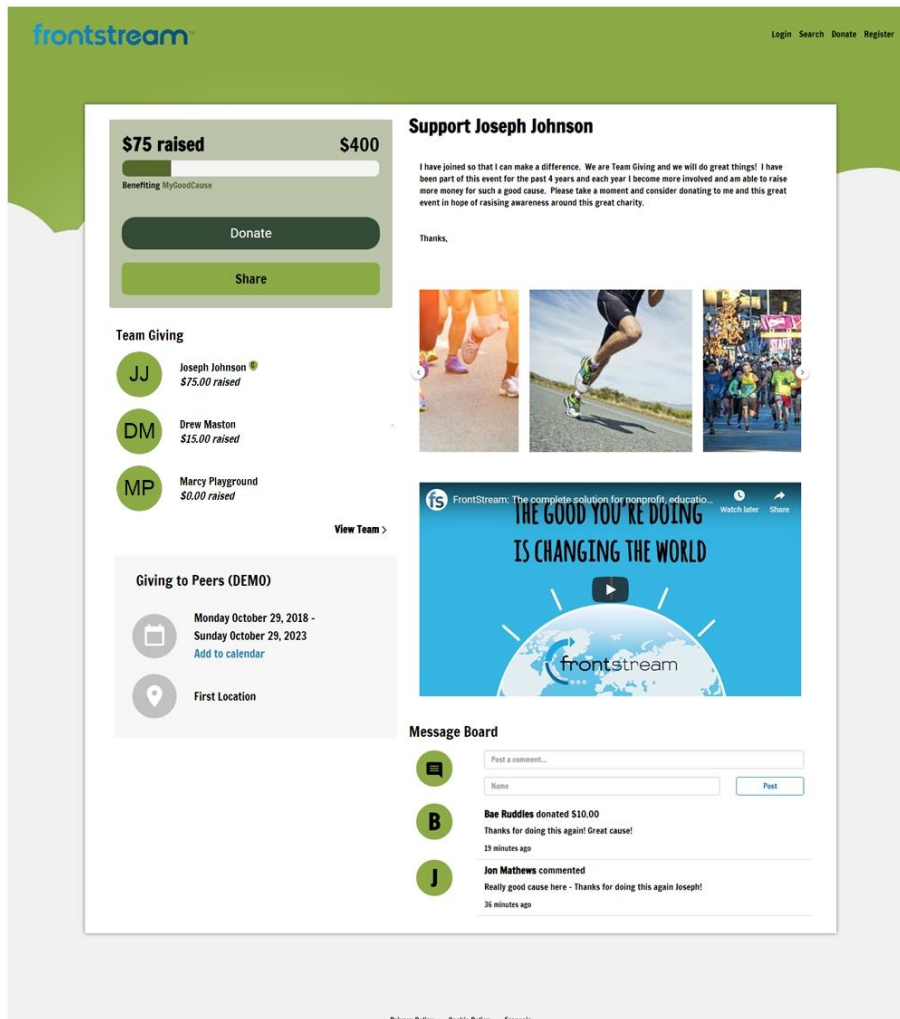 frontstream
Login Search Donate Register
$75 raised $400
Benefiting MyGoodCause
Donate
Share
Team Giving
JJ
Joseph Johnson
$75.00 raised
DM
Drew Maston
$15.00 raised
MP
Marcy Playground
$0.00 raised
View Team >
Giving to Peers (DEMO)
Monday October 29, 2018 -
Sunday October 29, 2023
Add to calendar
First Location
Support Joseph Johnson
I have joined so that I can make a difference. We are Team Giving and we will do great things! I have
been part of this event for the past 4 years and each year I become more involved and am able to raise
more money for such a good cause. Please take a moment and consider donating to me and this great
event in hope of rasising awareness around this great charity.
Thanks,
START
fs FrontStream: The complete solution for nonprofit, educatio...
Watch later Share
THE GOOD YOU'RE DOING
IS CHANGING THE WORLD
frontstream
Message Board
Post a comment...
Name Post
B
Bae Ruddles donated $10.00
Thanks for doing this again! Great cause!
19 minutes ago
J
Jon Mathews commented
Really good cause here - Thanks for doing this again Joseph!
36 minutes ago
Privacy Policy Cookie Policy Français